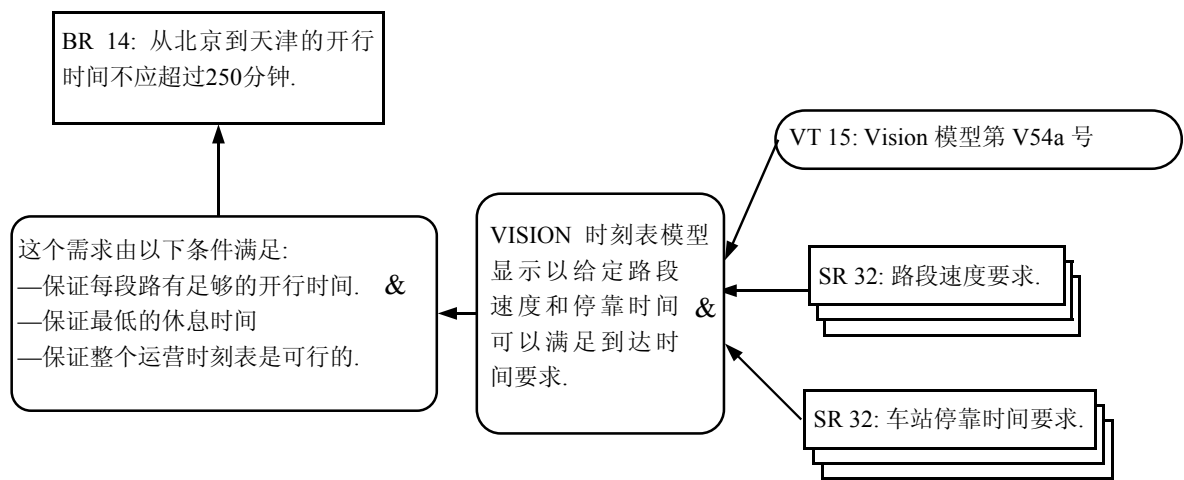 BR 14: 从北京到天津的开行
时间不应超过250分钟.
VT 15: Vision 模型第 V54a 号
这个需求由以下条件满足:
—保证每段路有足够的开行时间. &
—保证最低的休息时间
—保证整个运营时刻表是可行的.
VISION 时刻表模型
显示以给定路段
速度和停靠时间 &
可以满足到达时
间要求.
SR 32: 路段速度要求.
SR 32: 车站停靠时间要求.